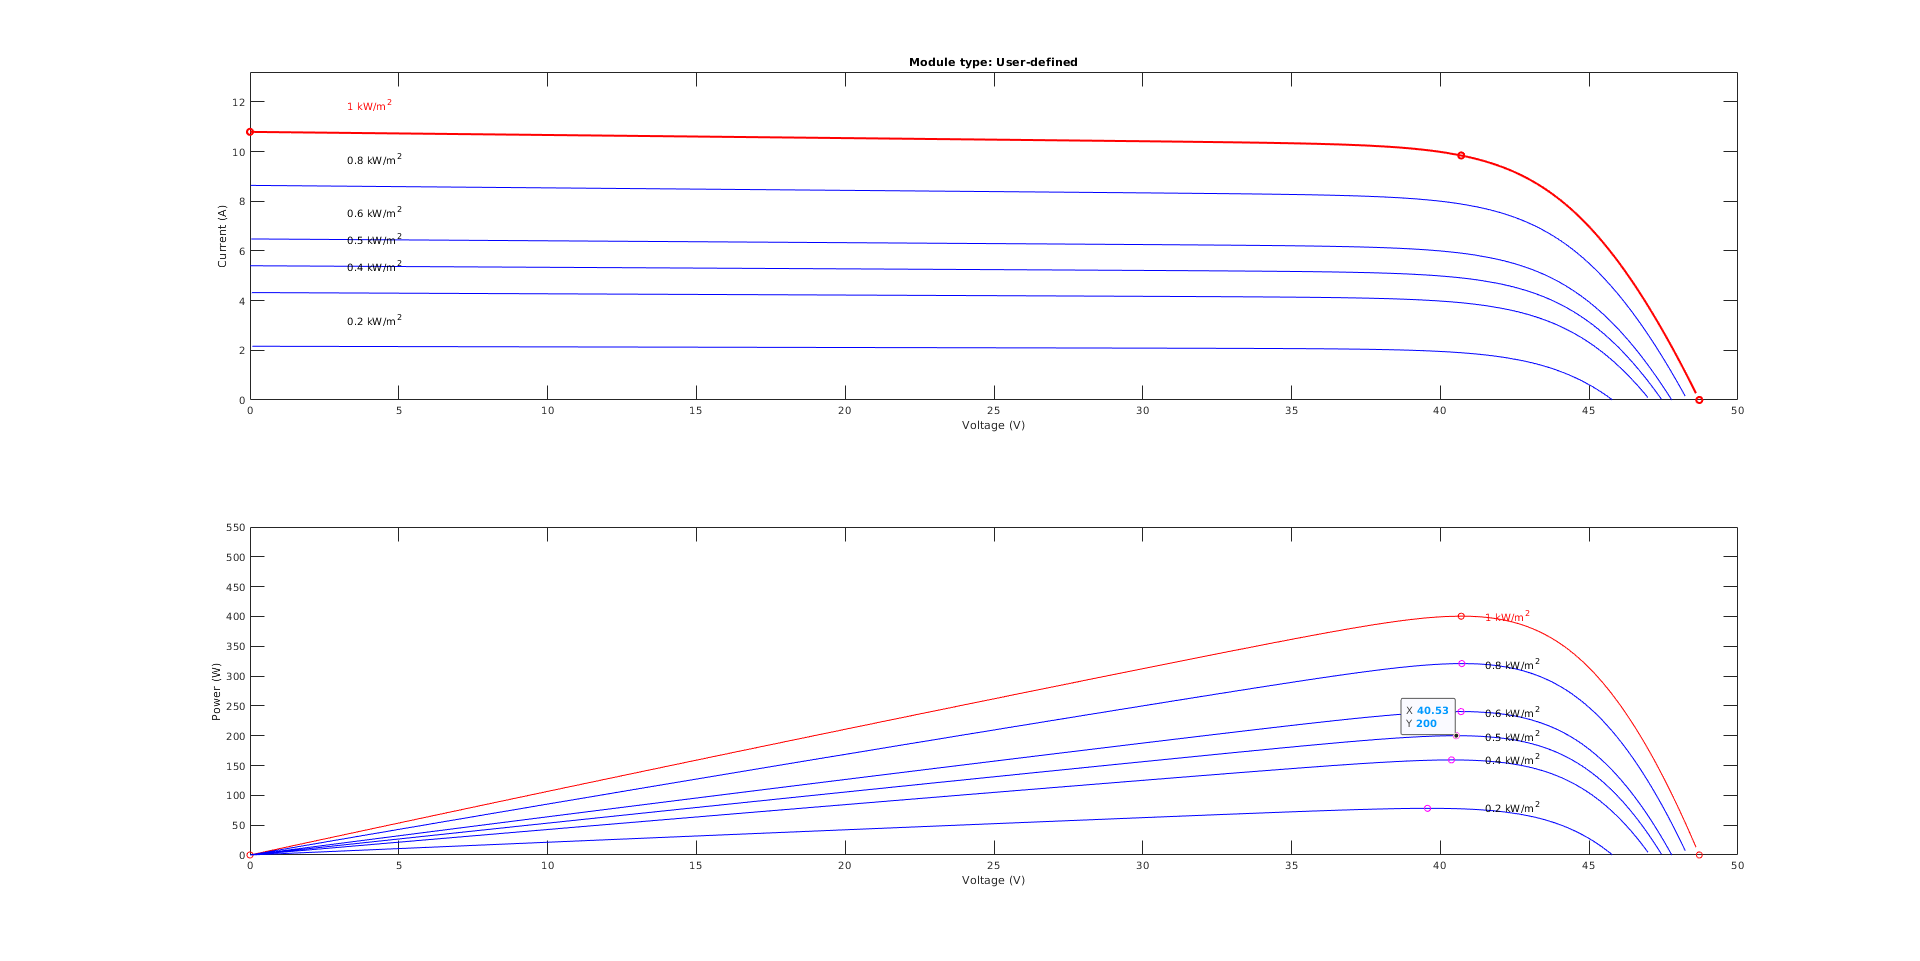 Module type: User-defined
12
10
8
6
4
2
0
Current (A)
1 kW/m²
0.8 kW/m²
0.6 kW/m²
0.5 kW/m²
0.4 kW/m²
0.2 kW/m²
0 5 10 15 20 25 30 35 40 45 50
Voltage (V)
550
500
450
400
350
300
250
200
150
100
50
0
Power (W)
1 kW/m²
0.8 kW/m²
X 40.53
Y 200
0.6 kW/m²
0.5 kW/m²
0.4 kW/m²
0.2 kW/m²
0 5 10 15 20 25 30 35 40 45 50
Voltage (V)